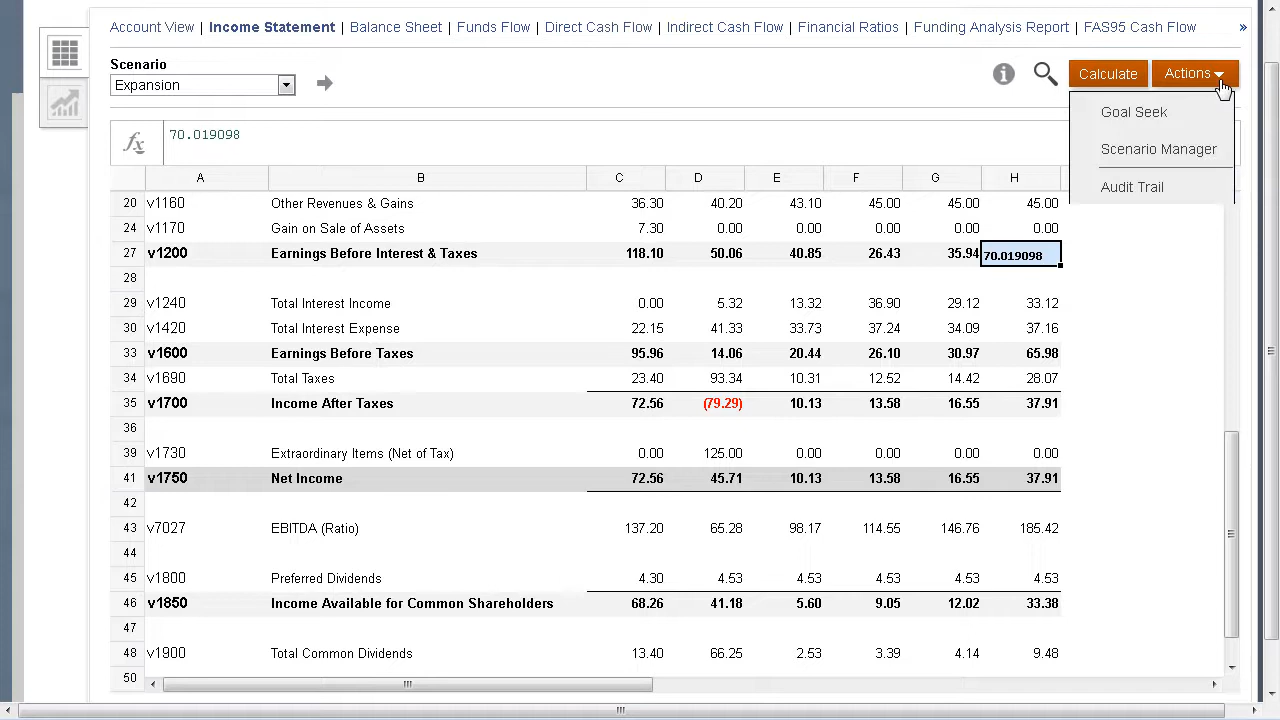 Account View | Income Statement | Balance Sheet | Funds Flow | Direct Cash Flow | Indirect Cash Flow | Financial Ratios | Funding Analysis Report | FAS95 Cash Flow »
Scenario
Expansion
Calculate Actions
Goal Seek
Scenario Manager
Audit Trail
fx 70.019098
A B C D E F G H
20 v1160 Other Revenues & Gains 36.30 40.20 43.10 45.00 45.00 45.00
24 v1170 Gain on Sale of Assets 7.30 0.00 0.00 0.00 0.00 0.00
27 v1200 Earnings Before Interest & Taxes 118.10 50.06 40.85 26.43 35.94 70.019098
28
29 v1240 Total Interest Income 0.00 5.32 13.32 36.90 29.12 33.12
30 v1420 Total Interest Expense 22.15 41.33 33.73 37.24 34.09 37.16
33 v1600 Earnings Before Taxes 95.96 14.06 20.44 26.10 30.97 65.98
34 v1690 Total Taxes 23.40 93.34 10.31 12.52 14.42 28.07
35 v1700 Income After Taxes 72.56 (79.29) 10.13 13.58 16.55 37.91
36
39 v1730 Extraordinary Items (Net of Tax) 0.00 125.00 0.00 0.00 0.00 0.00
41 v1750 Net Income 72.56 45.71 10.13 13.58 16.55 37.91
42
43 v7027 EBITDA (Ratio) 137.20 65.28 98.17 114.55 146.76 185.42
44
45 v1800 Preferred Dividends 4.30 4.53 4.53 4.53 4.53 4.53
46 v1850 Income Available for Common Shareholders 68.26 41.18 5.60 9.05 12.02 33.38
47
48 v1900 Total Common Dividends 13.40 66.25 2.53 3.39 4.14 9.48
50